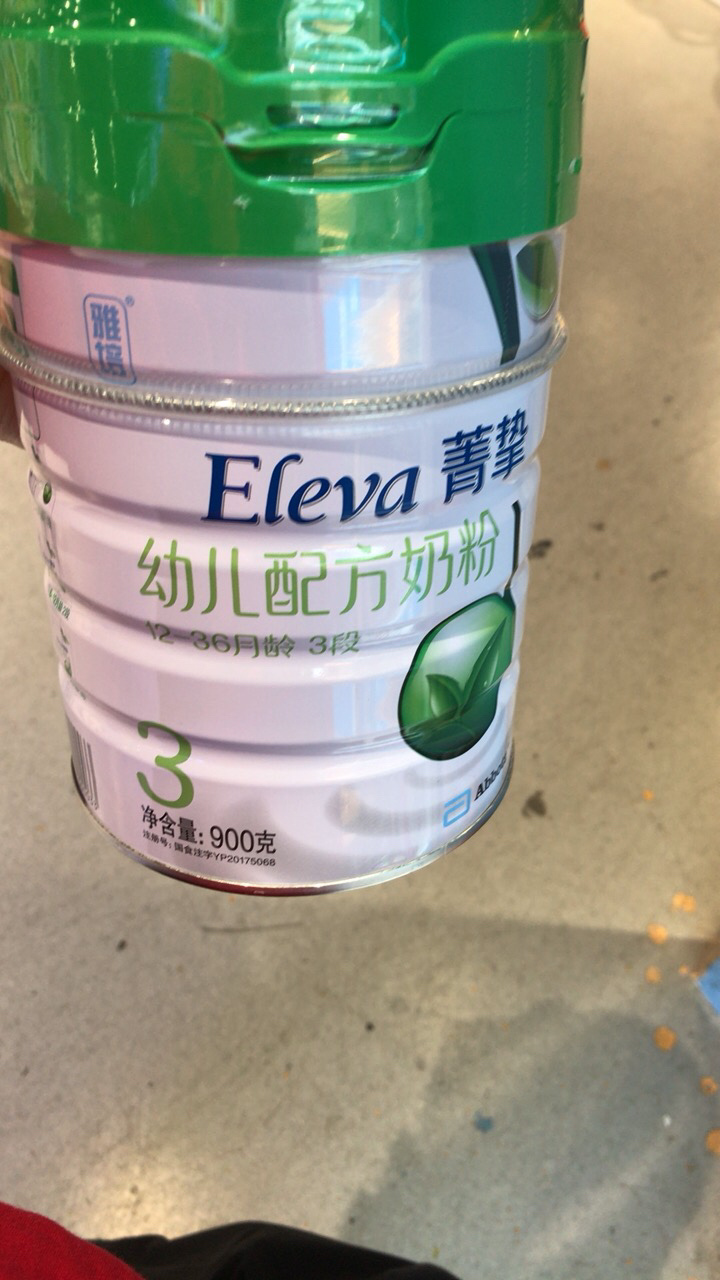 雅培®
Eleva 菁挚
幼儿配方奶粉
12-36月龄 3段
3
净含量: 900克
注册号: 国食注字YP20175068
Abbott